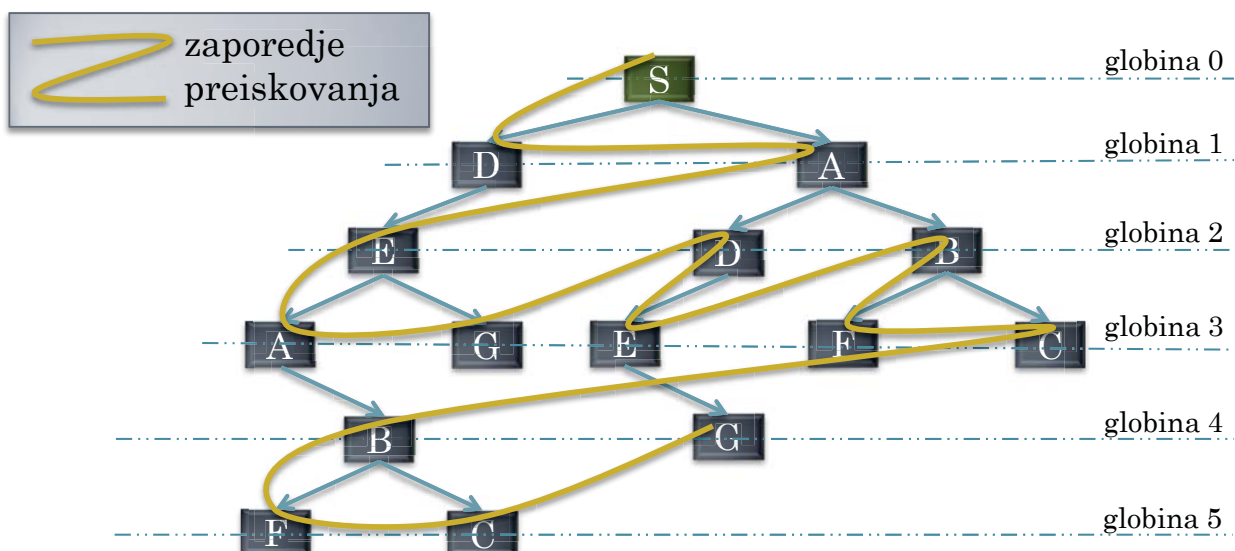 zaporedje
preiskovanja
S
globina 0
D A
globina 1
E D B
globina 2
A G E F C
globina 3
B G
globina 4
F C
globina 5